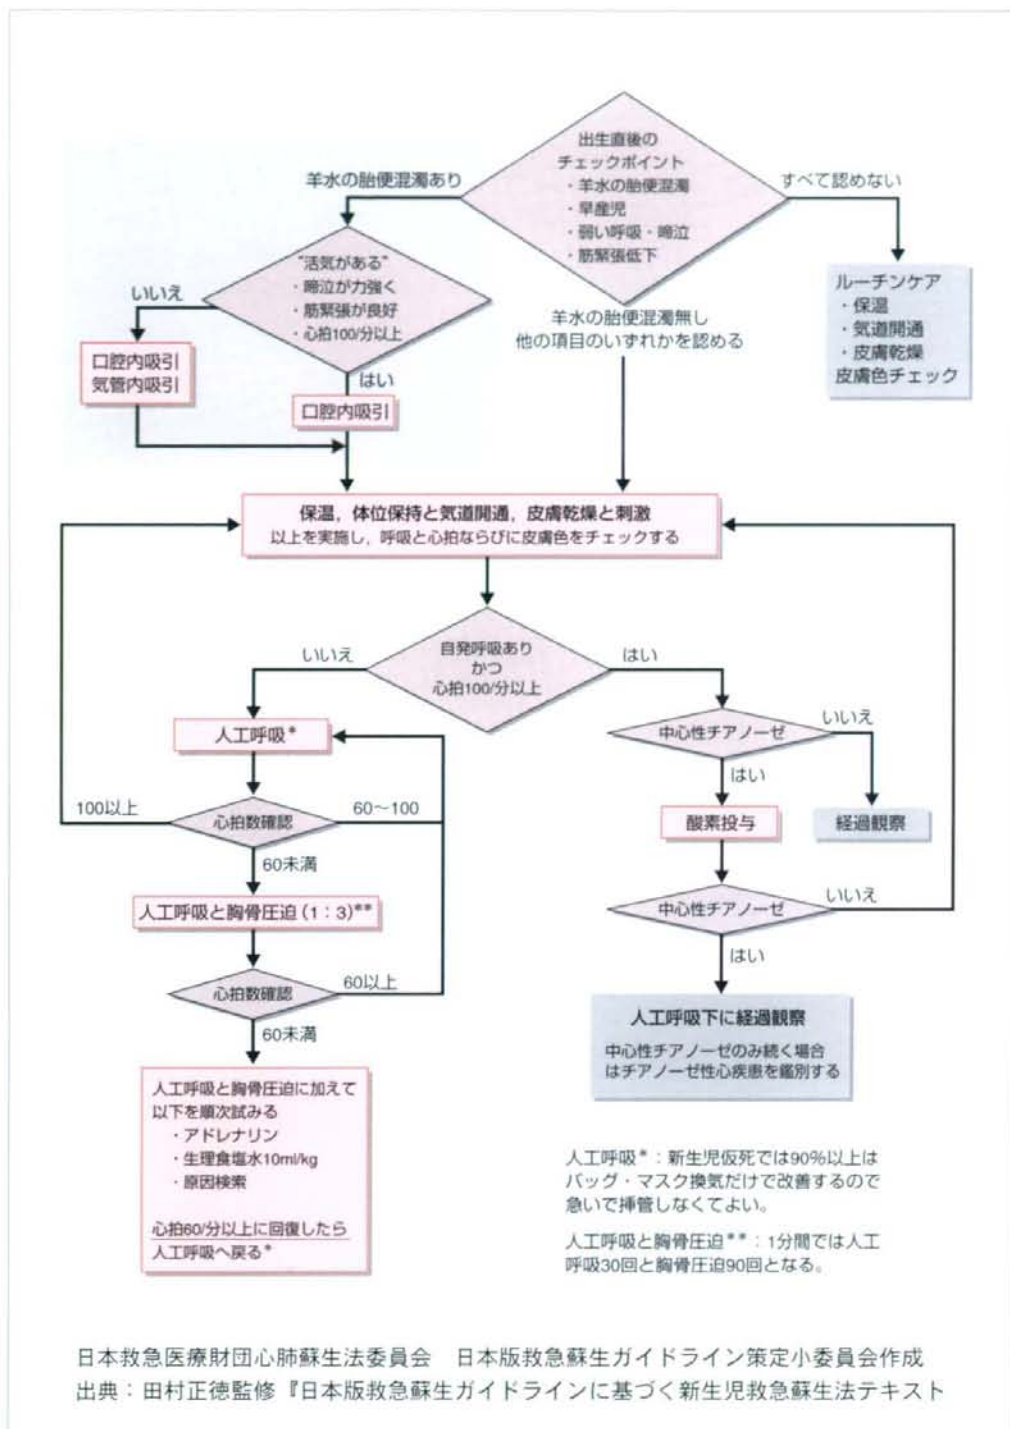 出生直後の
チェックポイント
・羊水の胎便混濁
・早産児
・弱い呼吸・啼泣
・筋緊張低下
羊水の胎便混濁あり
すべて認めない
"活気がある"
・啼泣が力強く
・筋緊張が良好
・心拍100/分以上
いいえ
口腔内吸引
気管内吸引
はい
口腔内吸引
羊水の胎便混濁無し
他の項目のいずれかを認める
ルーチンケア
・保温
・気道開通
・皮膚乾燥
皮膚色チェック
保温，体位保持と気道開通，皮膚乾燥と刺激
以上を実施し，呼吸と心拍ならびに皮膚色をチェックする
自発呼吸あり
かつ
心拍100/分以上
いいえ
はい
人工呼吸*
中心性チアノーゼ
いいえ
はい
100以上
心拍数確認
60〜100
酸素投与
経過観察
60未満
人工呼吸と胸骨圧迫（1：3）**
中心性チアノーゼ
いいえ
はい
心拍数確認
60以上
60未満
人工呼吸下に経過観察
中心性チアノーゼのみ続く場合
はチアノーゼ性心疾患を鑑別する
人工呼吸と胸骨圧迫に加えて
以下を順次試みる
・アドレナリン
・生理食塩水10ml/kg
・原因検索
心拍60/分以上に回復したら
人工呼吸へ戻る*
人工呼吸*：新生児仮死では90%以上は
バッグ・マスク換気だけで改善するので
急いで挿管しなくてよい。
人工呼吸と胸骨圧迫**：1分間では人工
呼吸30回と胸骨圧迫90回となる。
日本救急医療財団心肺蘇生法委員会　日本版救急蘇生ガイドライン策定小委員会作成
出典：田村正徳監修『日本版救急蘇生ガイドラインに基づく新生児救急蘇生法テキスト